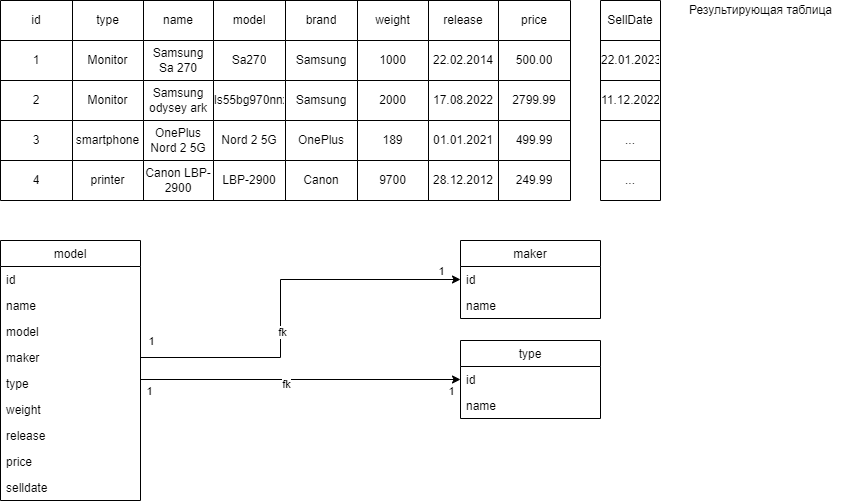 id type name model brand weight release price SellDate Результирующая таблица
1 Monitor Samsung Sa 270 Sa270 Samsung 1000 22.02.2014 500.00 22.01.2023
2 Monitor Samsung odysey ark Samsung 2000 17.08.2022 2799.99 11.12.2022
3 smartphone OnePlus Nord 2 5G Nord 2 5G OnePlus 189 01.01.2021 499.99 ...
4 printer Canon LBP-2900 LBP-2900 Canon 9700 28.12.2012 249.99 ...
model
id
name
model
maker
type
weight
release
price
selldate
1
fk
1
1
fk
1
maker
id
name
type
id
name